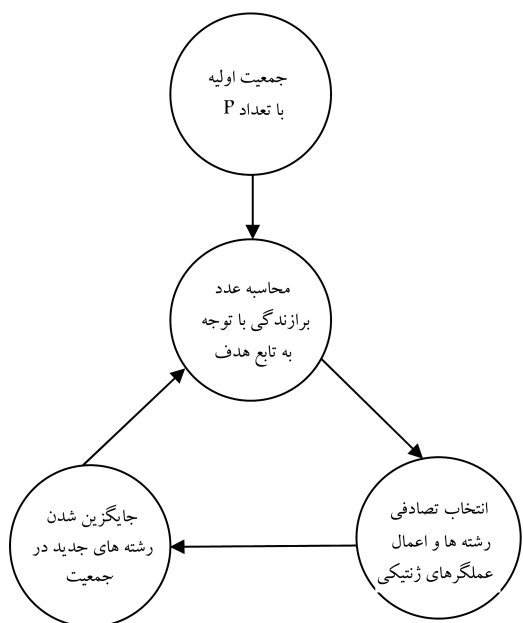 جمعیت اولیه
با تعداد P
محاسبه عدد
برازندگی با توجه
به تابع هدف
انتخاب تصادفی
رشته ها و اعمال
عملگرهای ژنتیکی
جایگزین شدن
رشته های جدید در
جمعیت